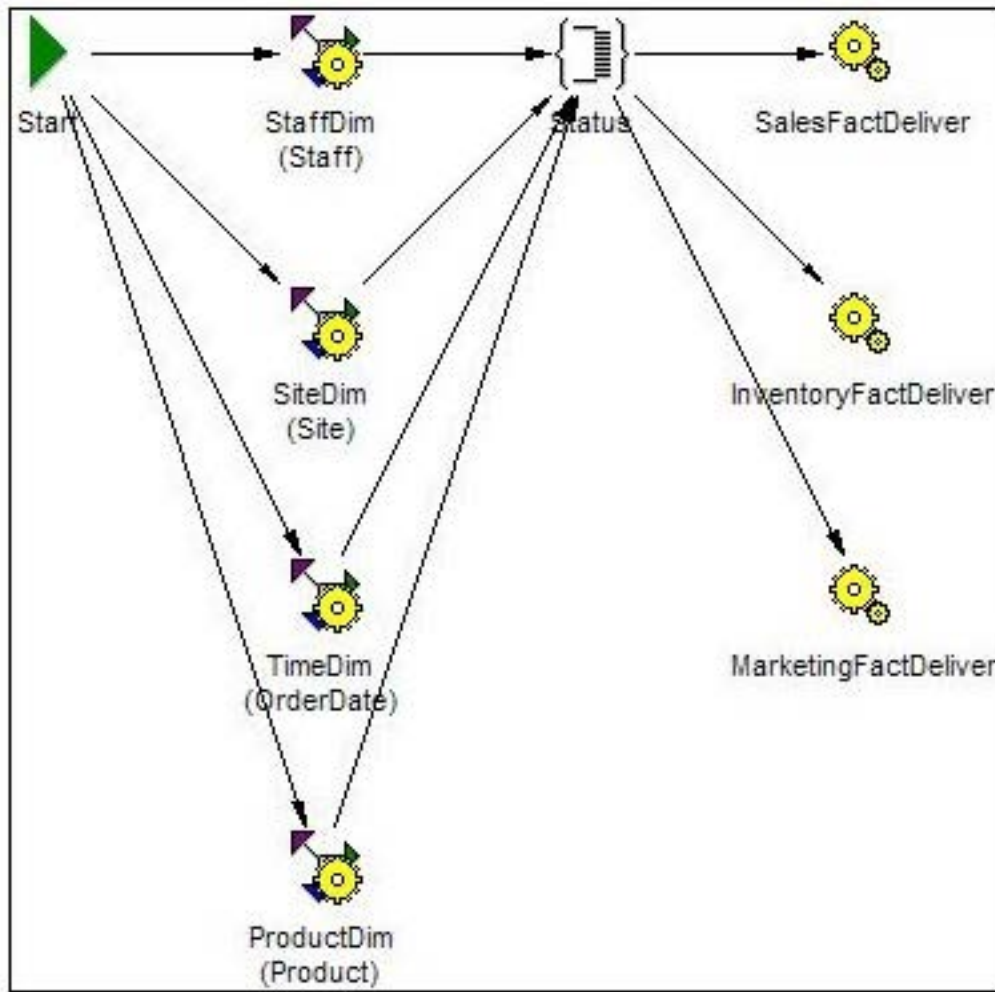 Start
StaffDim
(Staff)
Status
SalesFactDeliver
SiteDim
(Site)
InventoryFactDeliver
TimeDim
(OrderDate)
MarketingFactDeliver
ProductDim
(Product)